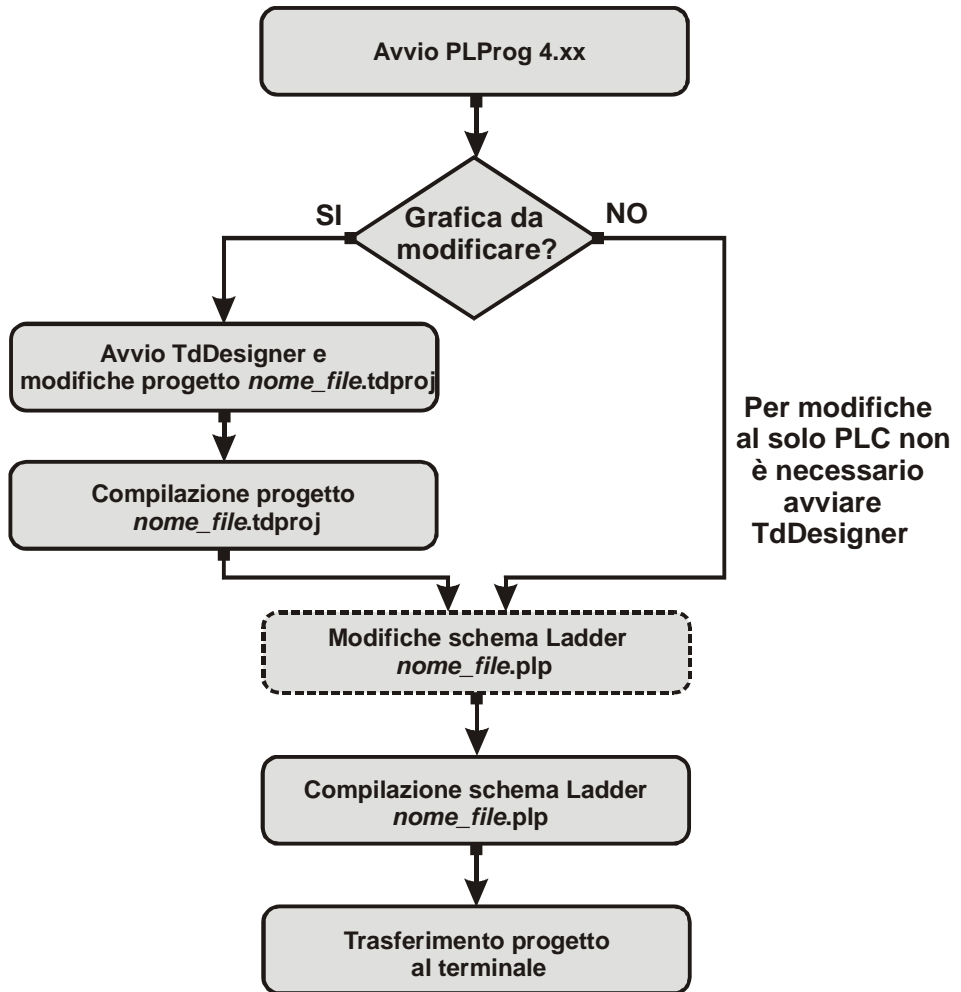 Avvio PLProg 4.xx
SI
Grafica da
modificare?
NO
Avvio TdDesigner e
modifiche progetto nome_file.tdproj
Per modifiche
al solo PLC non
è necessario
avviare
TdDesigner
Compilazione progetto
nome_file.tdproj
Modifiche schema Ladder
nome_file.plp
Compilazione schema Ladder
nome_file.plp
Trasferimento progetto
al terminale